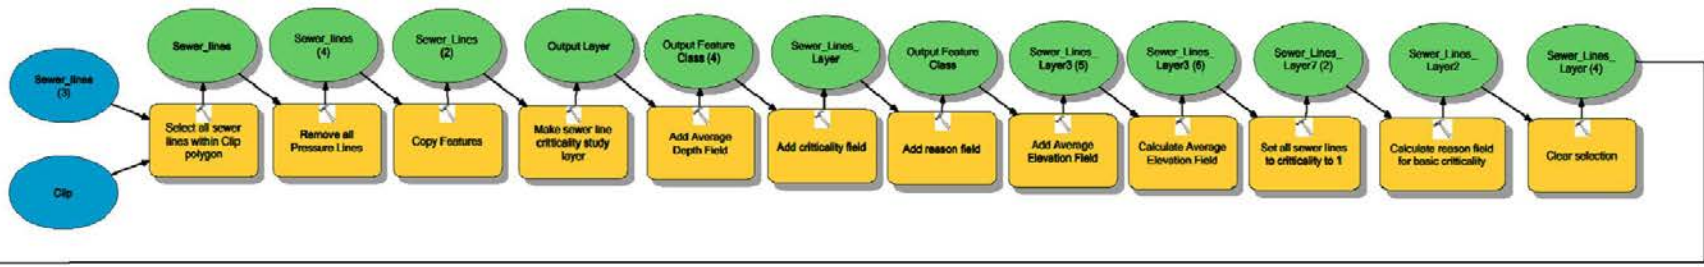 Sewer_lines
(3)
Clip
Sewer_lines
Select all sewer
lines within Clip
polygon
Sewer_lines
(4)
Remove all
Pressure Lines
Sewer_Lines
(2)
Copy Features
Output Layer
Make sewer line
criticality study
layer
Output Feature
Class (4)
Add Average
Depth Field
Sewer_Lines_
Layer
Add criticality field
Output Feature
Class
Add reason field
Sewer_Lines_
Layer3 (5)
Add Average
Elevation Field
Sewer_Lines_
Layer3 (6)
Calculate Average
Elevation Field
Sewer_Lines_
Layer7 (2)
Set all sewer lines
to criticality to 1
Sewer_Lines_
Layer2
Calculate reason field
for basic criticality
Sewer_Lines_
Layer (4)
Clear selection